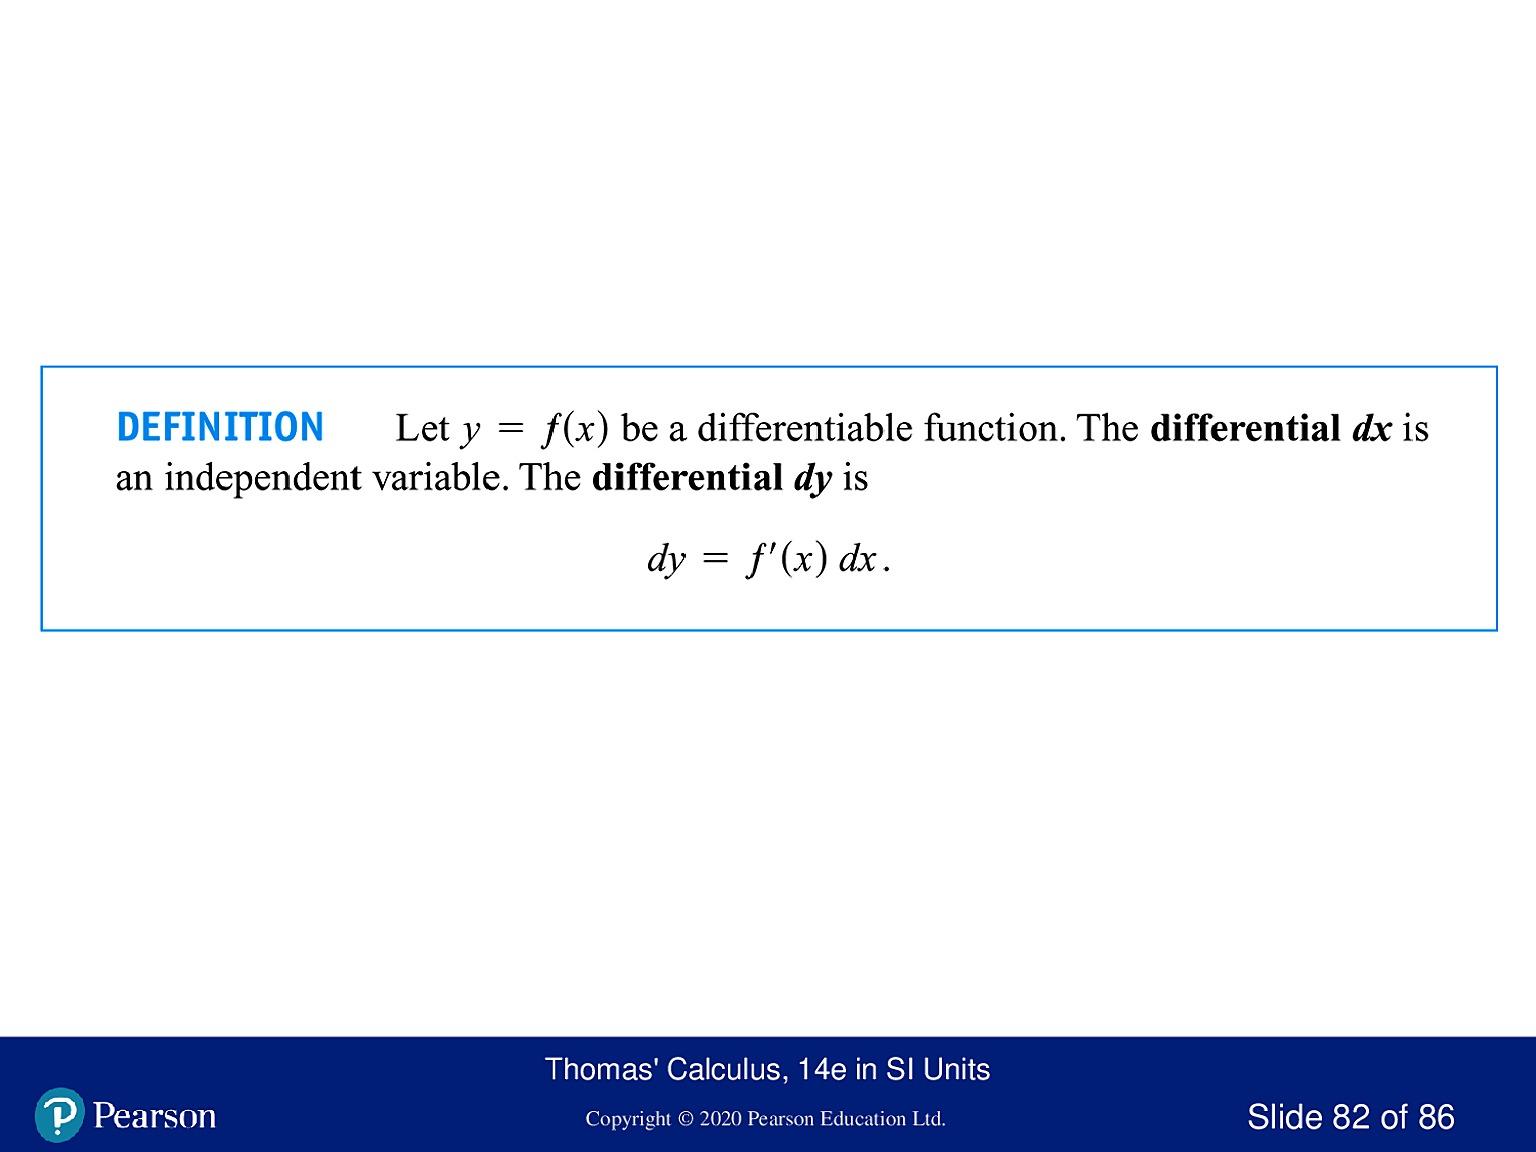 DEFINITION Let y = f(x) be a differentiable function. The differential dx is
an independent variable. The differential dy is
dy = f′(x) dx.
Thomas' Calculus, 14e in SI Units
Pearson
Copyright © 2020 Pearson Education Ltd.
Slide 82 of 86